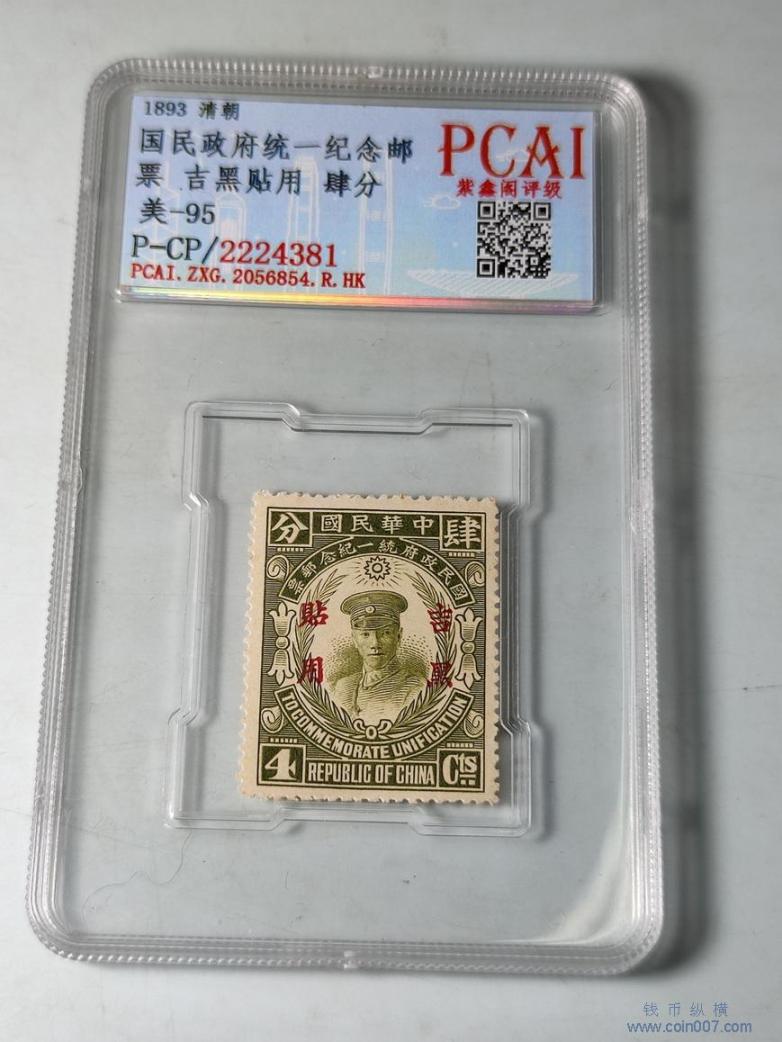 1893 清朝
国民政府统一纪念邮
票 吉黑贴用 肆分
美-95
P-CP/2224381
PCAI.ZXG.2056854.R.HK
PCAI
紫鑫阁评级
分 國民華中 肆
票郵念紀一統府政民國
貼 吉
用 黑
TO COMMEMORATE UNIFICATION
4 REPUBLIC OF CHINA Cts
钱币纵横
www.coin007.com